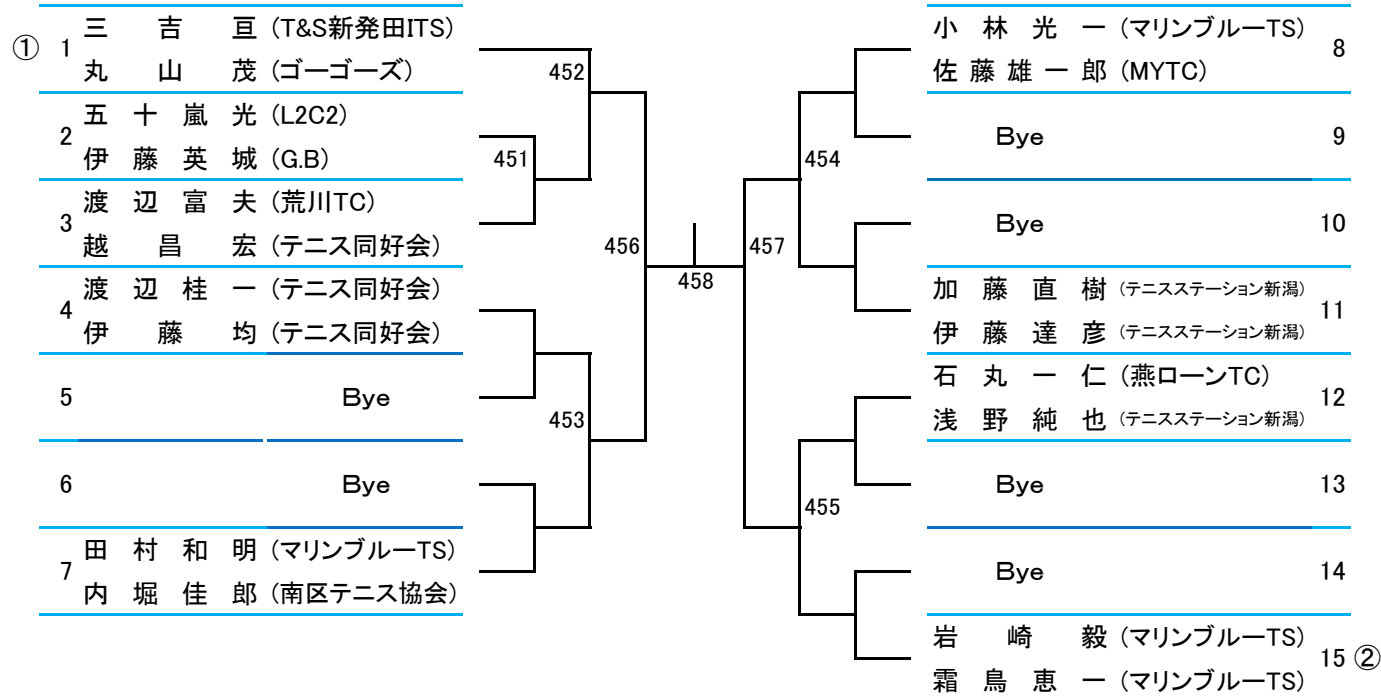 ① 1 三吉亘 (T&S新発田ITS)
丸山茂 (ゴーゴーズ)
2 五十嵐光 (L2C2)
伊藤英城 (G.B)
3 渡辺富夫 (荒川TC)
越昌宏 (テニス同好会)
4 渡辺桂一 (テニス同好会)
伊藤均 (テニス同好会)
5 Bye
6 Bye
7 田村和明 (マリンブルーTS)
内堀佳郎 (南区テニス協会)
452
451
456
453
458
457
454
455
小林光一 (マリンブルーTS) 8
佐藤雄一郎 (MYTC)
Bye 9
Bye 10
加藤直樹 (テニスステーション新潟) 11
伊藤達彦 (テニスステーション新潟)
石丸一仁 (燕ローンTC) 12
浅野純也 (テニスステーション新潟)
Bye 13
Bye 14
岩崎毅 (マリンブルーTS) 15 ②
霜鳥恵一 (マリンブルーTS)